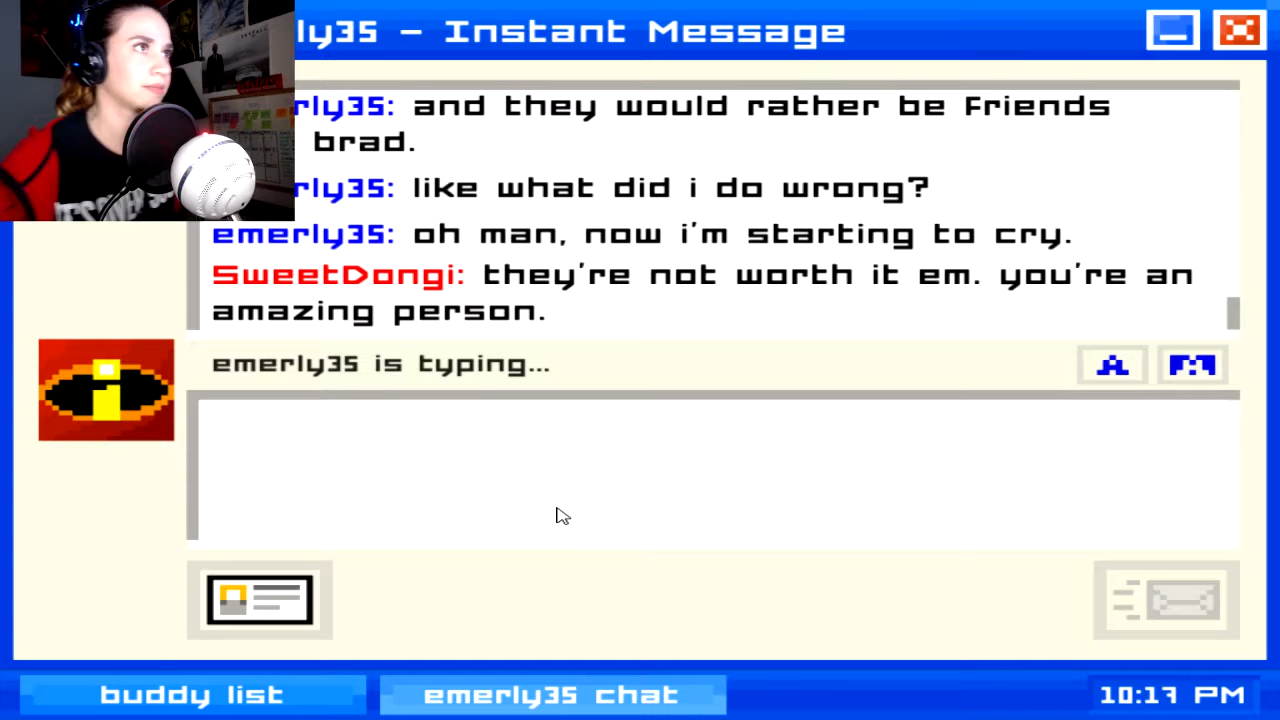 ly35 - Instant Message
rly35: and they would rather be friends
brad.
rly35: like what did i do wrong?
emerly35: oh man, now i'm starting to cry.
SweetDongi: they're not worth it em. you're an
amazing person.
emerly35 is typing...
A
buddy list
emerly35 chat
10:17 PM